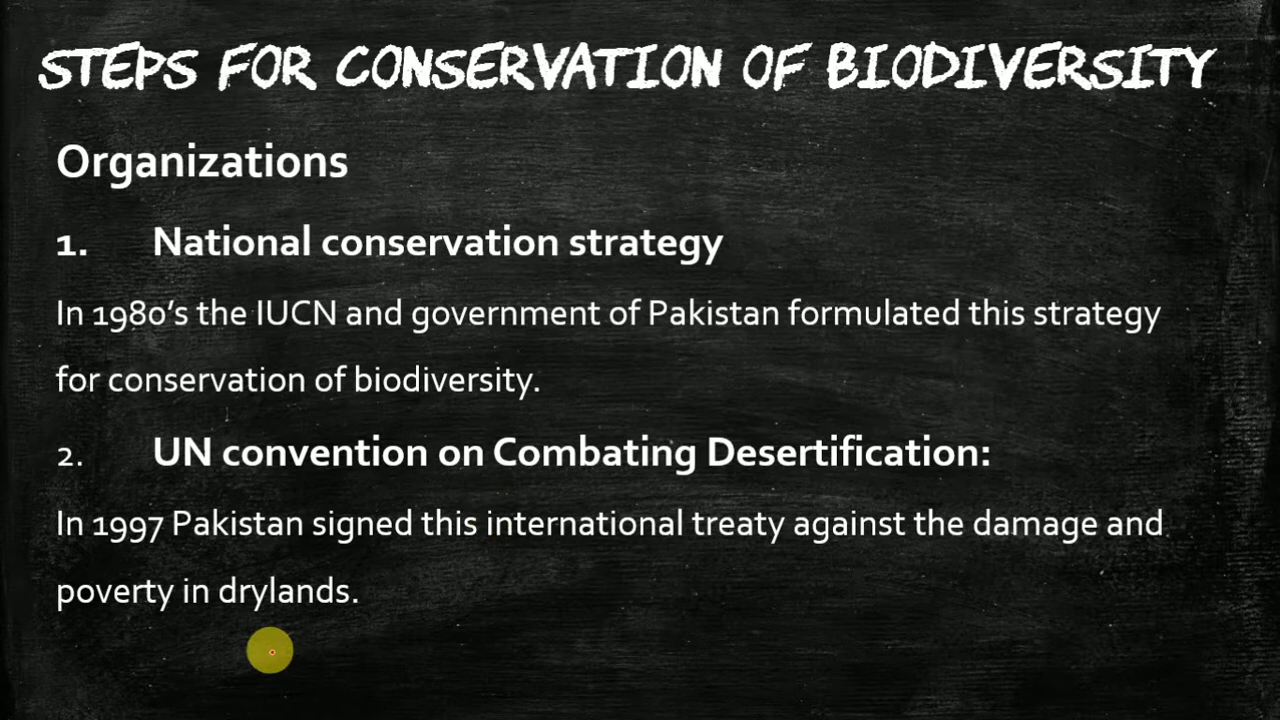 STEPS FOR CONSERVATION OF BIODIVERSITY
Organizations
1. National conservation strategy
In 1980’s the IUCN and government of Pakistan formulated this strategy
for conservation of biodiversity.
2. UN convention on Combating Desertification:
In 1997 Pakistan signed this international treaty against the damage and
poverty in drylands.